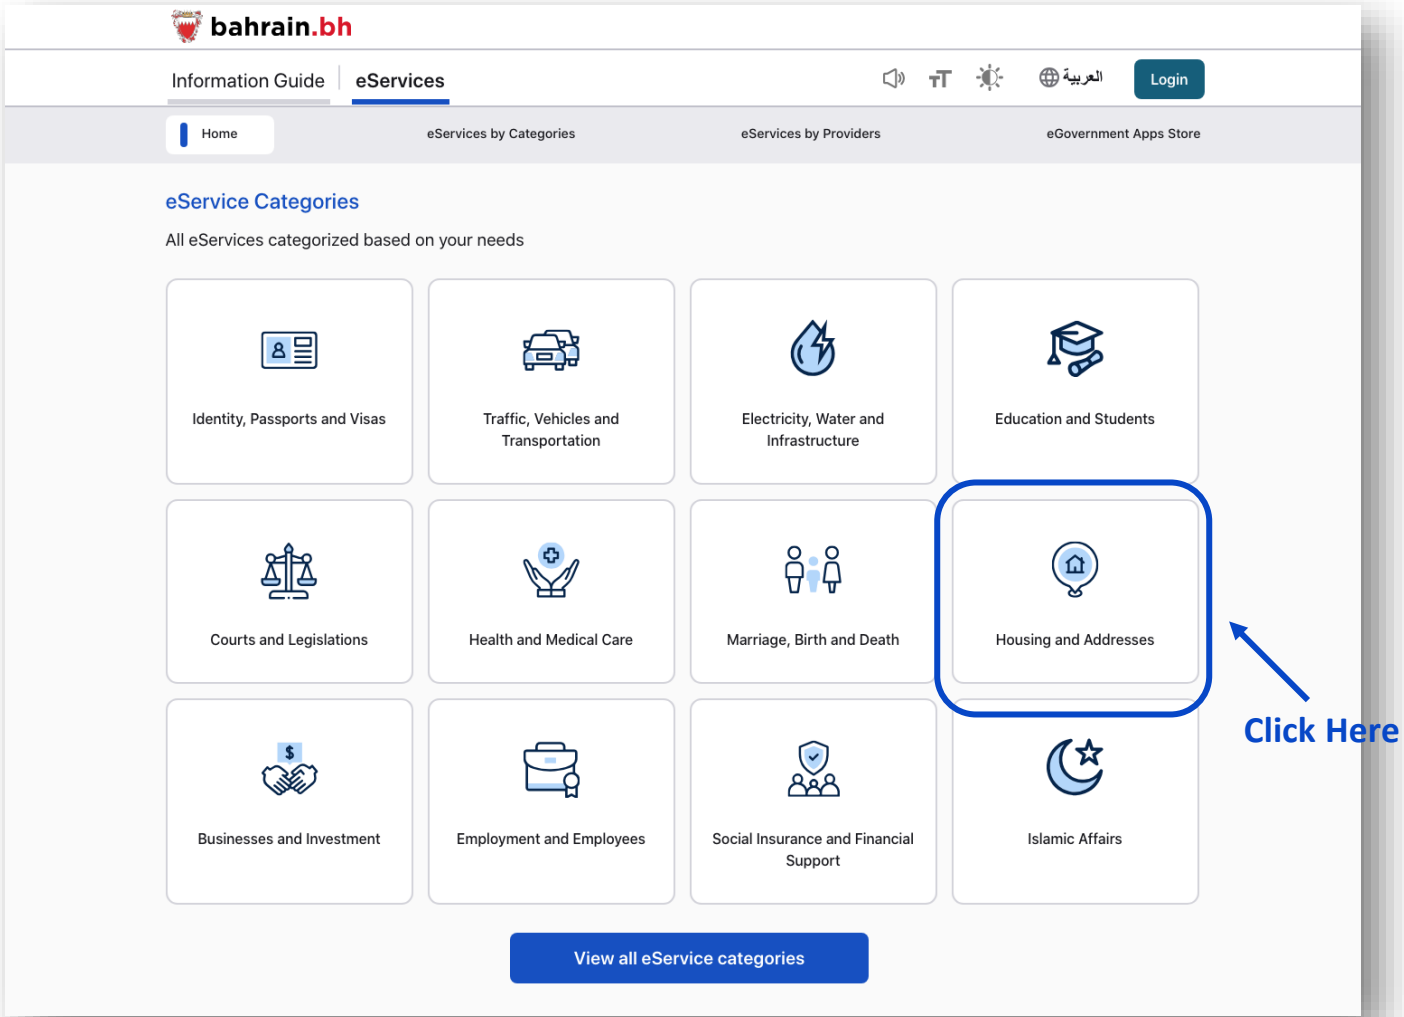 bahrain.bh
Information Guide
eServices
العربية
Login
Home
eServices by Categories
eServices by Providers
eGovernment Apps Store
eService Categories
All eServices categorized based on your needs
Identity, Passports and Visas
Traffic, Vehicles and
Transportation
Electricity, Water and
Infrastructure
Education and Students
Courts and Legislations
Health and Medical Care
Marriage, Birth and Death
Housing and Addresses
Click Here
$
Businesses and Investment
Employment and Employees
Social Insurance and Financial
Support
Islamic Affairs
View all eService categories